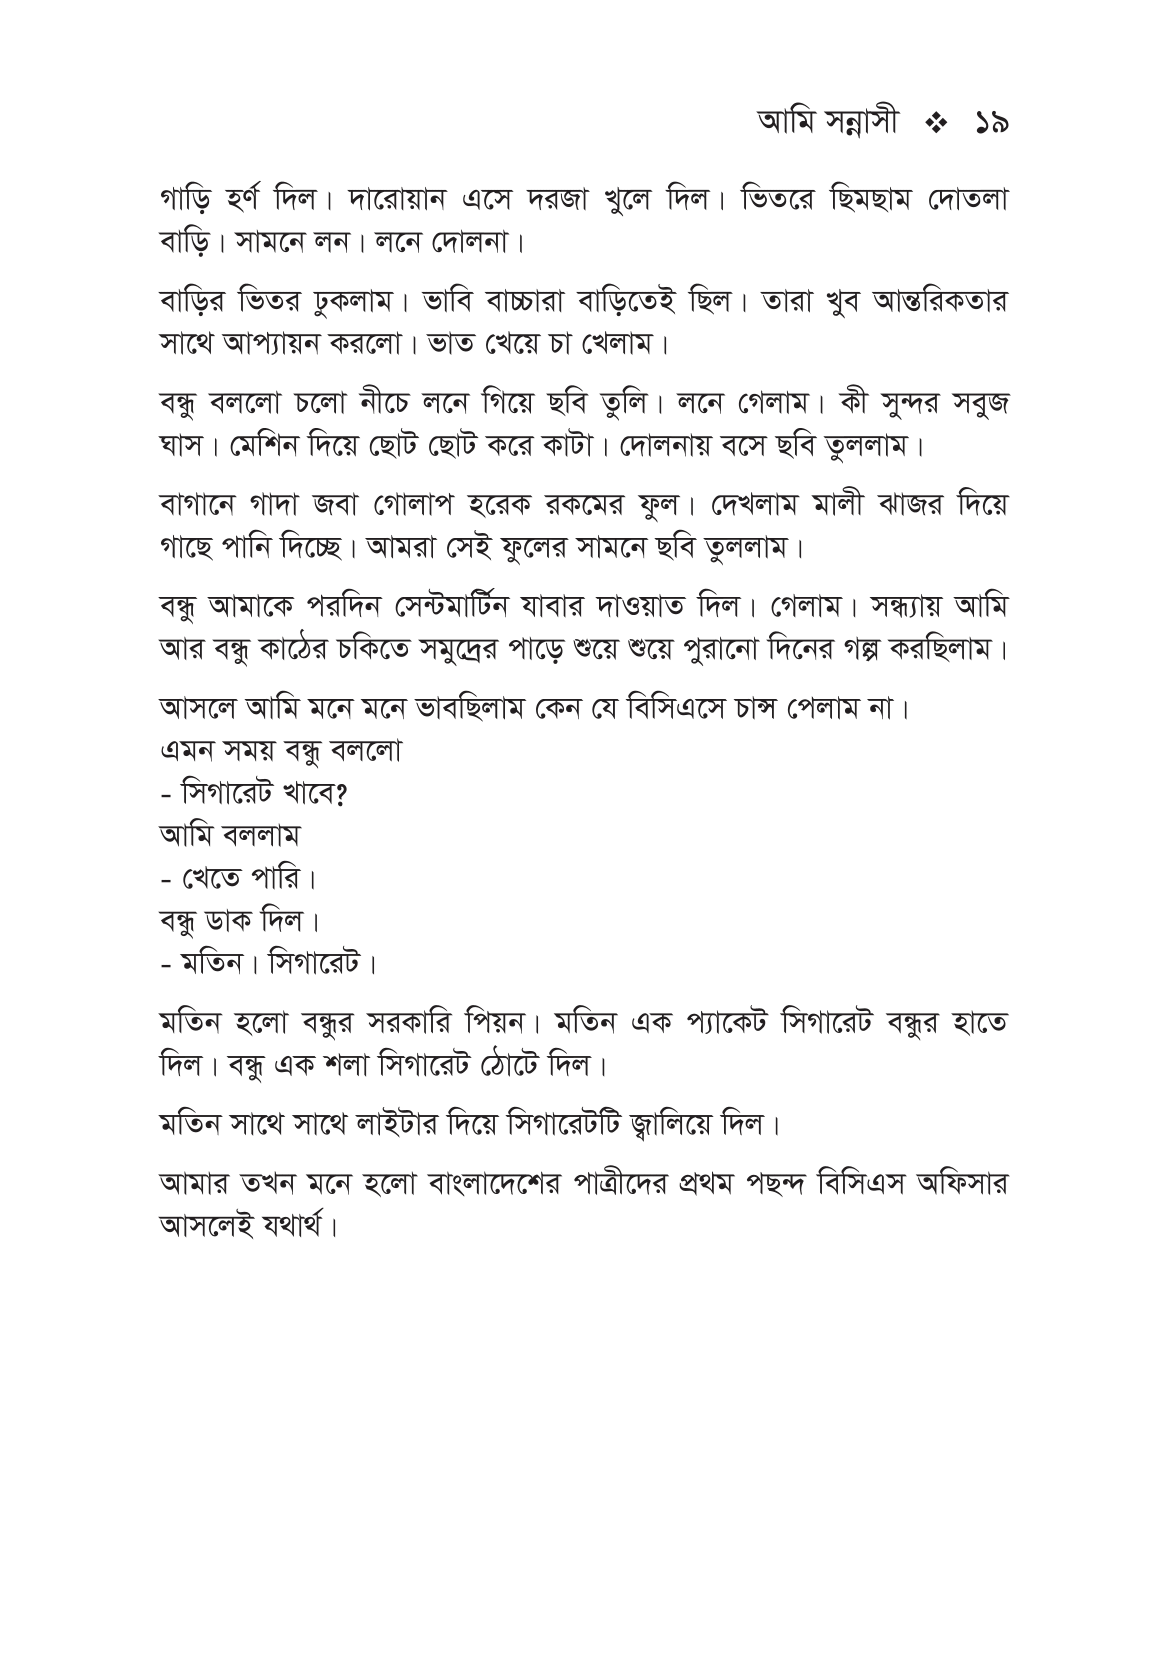 আমি সন্নাসী ❖ ১৯
গাড়ি হর্ণ দিল। দারোয়ান এসে দরজা খুলে দিল। ভিতরে ছিমছাম দোতলা
বাড়ি। সামনে লন। লনে দোলনা।
বাড়ির ভিতর ঢুকলাম। ভাবি বাচ্চারা বাড়িতেই ছিল। তারা খুব আন্তরিকতার
সাথে আপ্যায়ন করলো। ভাত খেয়ে চা খেলাম।
বন্ধু বললো চলো নীচে লনে গিয়ে ছবি তুলি। লনে গেলাম। কী সুন্দর সবুজ
ঘাস। মেশিন দিয়ে ছোট ছোট করে কাটা। দোলনায় বসে ছবি তুললাম।
বাগানে গাদা জবা গোলাপ হরেক রকমের ফুল। দেখলাম মালী ঝাজর দিয়ে
গাছে পানি দিচ্ছে। আমরা সেই ফুলের সামনে ছবি তুললাম।
বন্ধু আমাকে পরদিন সেন্টমার্টিন যাবার দাওয়াত দিল। গেলাম। সন্ধ্যায় আমি
আর বন্ধু কাঠের চকিতে সমুদ্রের পাড়ে শুয়ে শুয়ে পুরানো দিনের গল্প করছিলাম।
আসলে আমি মনে মনে ভাবছিলাম কেন যে বিসিএসে চান্স পেলাম না।
এমন সময় বন্ধু বললো
- সিগারেট খাবে?
আমি বললাম
- খেতে পারি।
বন্ধু ডাক দিল।
- মতিন। সিগারেট।
মতিন হলো বন্ধুর সরকারি পিয়ন। মতিন এক প্যাকেট সিগারেট বন্ধুর হাতে
দিল। বন্ধু এক শলা সিগারেট ঠোটে দিল।
মতিন সাথে সাথে লাইটার দিয়ে সিগারেটটি জ্বালিয়ে দিল।
আমার তখন মনে হলো বাংলাদেশের পাত্রীদের প্রথম পছন্দ বিসিএস অফিসার
আসলেই যথার্থ।